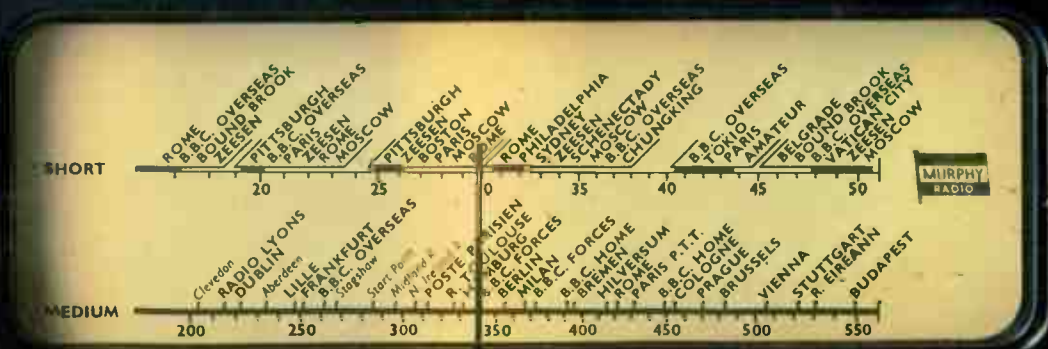 ROME
B.B.C. OVERSEAS
BOUND BROOK
ZEESEN
PITTSBURGH
B.B.C. OVERSEAS
PARIS
ZEESEN
ROME
MOSCOW
PITTSBURGH
ZEESEN
BOSTON
PARIS
MOSCOW
ROME
PHILADELPHIA
SYDNEY
ZEESEN
SCHENECTADY
MOSCOW
B.B.C. OVERSEAS
CHUNGKING
B.B.C. OVERSEAS
TOKIO
PARIS
AMATEUR
BELGRADE
BOUND BROOK
B.B.C. OVERSEAS
VATICAN CITY
ZEESEN
MOSCOW
SHORT
20 25 30 35 40 45 50
MURPHY
RADIO
Clevedon
RADIO LYONS
DUBLIN
Aberdeen
LILLE
FRANKFURT
B.B.C. OVERSEAS
Stagshaw
Start
N. Ire
POSTE PARISIEN
R. TOULOUSE
B.B.C. FORCES
BERLIN
MILAN
B.B.C. FORCES
B.B.C. HOME
BREMEN
HILVERSUM
ROME
PARIS P.T.T.
B.B.C. HOME
COLOGNE
PRAGUE
BRUSSELS
VIENNA
STUTTGART
R. EIREANN
BUDAPEST
MEDIUM
200 250 300 350 400 450 500 550